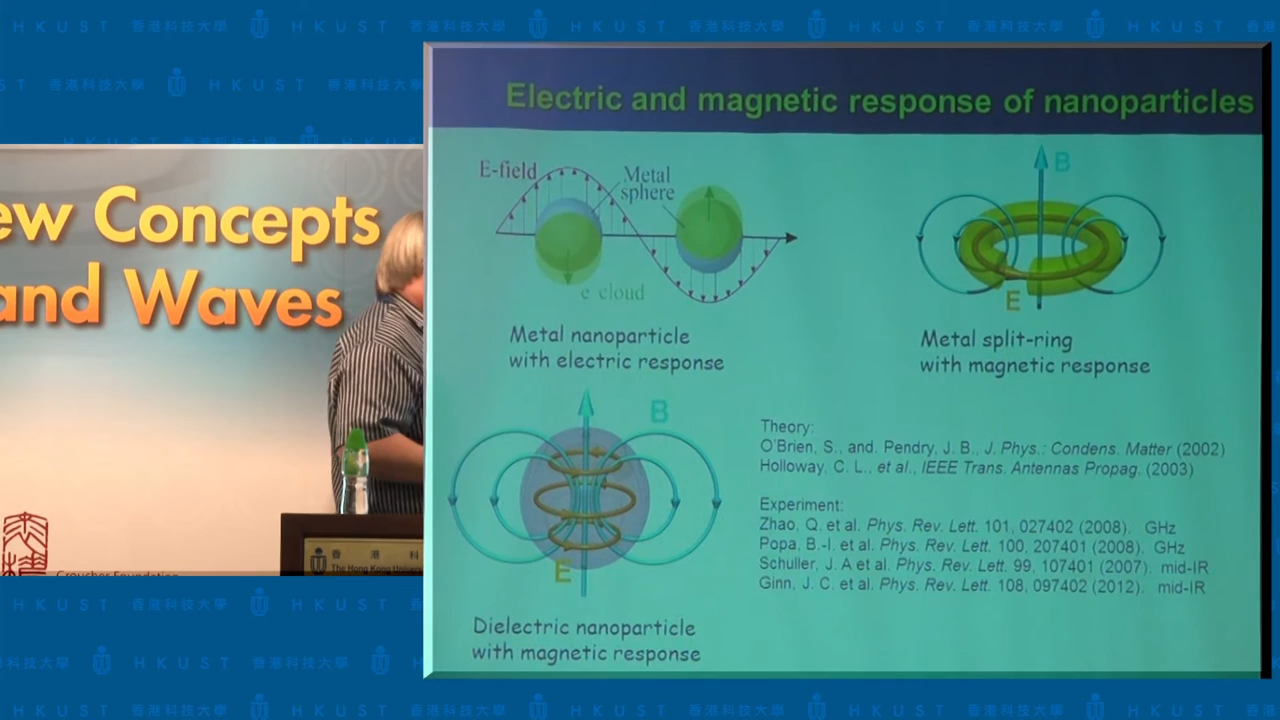 HKUST 香港科技大學
ew Concepts
and Waves
Croucher Foundation
香 港 科
The Hong Kong Univers
Electric and magnetic response of nanoparticles
E-field
Metal
sphere
e cloud
Metal nanoparticle
with electric response
B
E
Metal split-ring
with magnetic response
B
E
Dielectric nanoparticle
with magnetic response
Theory:
O'Brien, S., and. Pendry, J. B., J. Phys.: Condens. Matter (2002)
Holloway, C. L., et al., IEEE Trans. Antennas Propag. (2003)
Experiment:
Zhao, Q. et al. Phys. Rev. Lett. 101, 027402 (2008). GHz
Popa, B.-I. et al. Phys. Rev. Lett. 100, 207401 (2008). GHz
Schuller, J. A et al. Phys. Rev. Lett. 99, 107401 (2007). mid-IR
Ginn, J. C. et al. Phys. Rev. Lett. 108, 097402 (2012). mid-IR